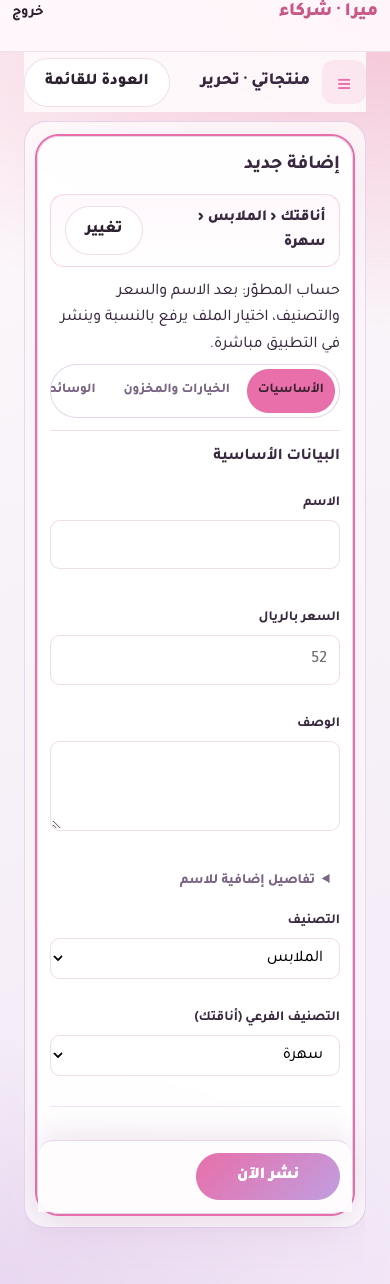 ميرا · شركاء
خروج
منتجاتي · تحرير
العودة للقائمة
إضافة جديد
أناقتك › الملابس ›
سهرة
تغيير
حساب المطوّر: بعد الاسم والسعر
والتصنيف، اختيار الملف يرفع بالنسبة وينشر
في التطبيق مباشرة.
الأساسيات
الخيارات والمخزون
الوسائط
البيانات الأساسية
الاسم
السعر بالريال
52
الوصف
تفاصيل إضافية للاسم
التصنيف
الملابس
التصنيف الفرعي (أناقتك)
سهرة
نشر الآن